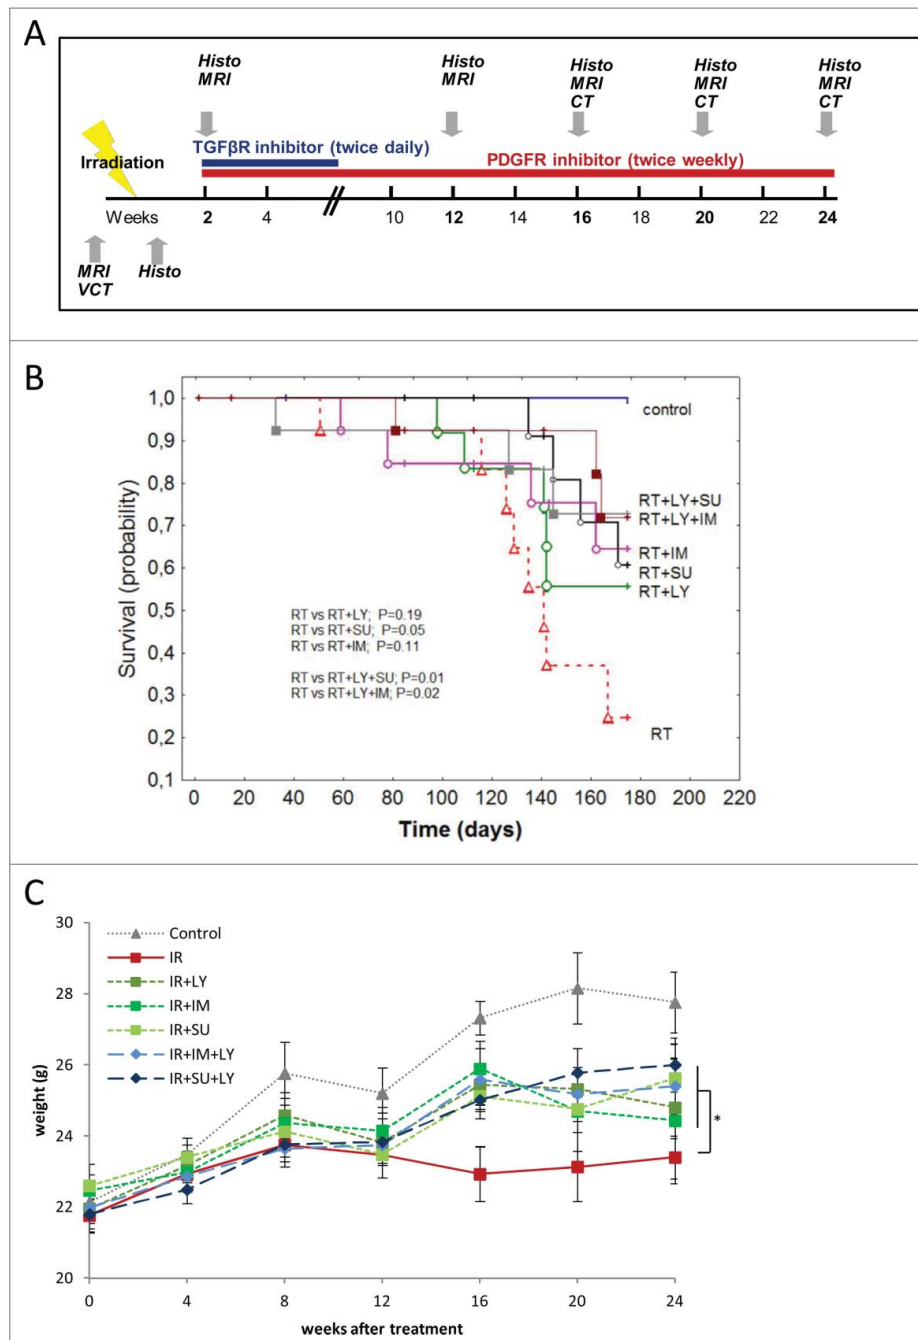 A
Histo
MRI
Histo
MRI
Histo
MRI
CT
Histo
MRI
CT
Histo
MRI
CT
TGFβR inhibitor (twice daily)
Irradiation
PDGFR inhibitor (twice weekly)
Weeks 2 4 // 10 12 14 16 18 20 22 24
MRI
VCT
Histo
B
Survival (probability)
1,0
0,9
0,8
0,7
0,6
0,5
0,4
0,3
0,2
0,1
control
RT+LY+SU
RT+LY+IM
RT+IM
RT+SU
RT+LY
RT vs RT+LY; P=0.19
RT vs RT+SU; P=0.05
RT vs RT+IM; P=0.11
RT vs RT+LY+SU; P=0.01
RT vs RT+LY+IM; P=0.02
RT
0 20 40 60 80 100 120 140 160 180 200 220
Time (days)
C
weight (g)
30
28
26
24
22
20
Control
IR
IR+LY
IR+IM
IR+SU
IR+IM+LY
IR+SU+LY
*
0 4 8 12 16 20 24
weeks after treatment